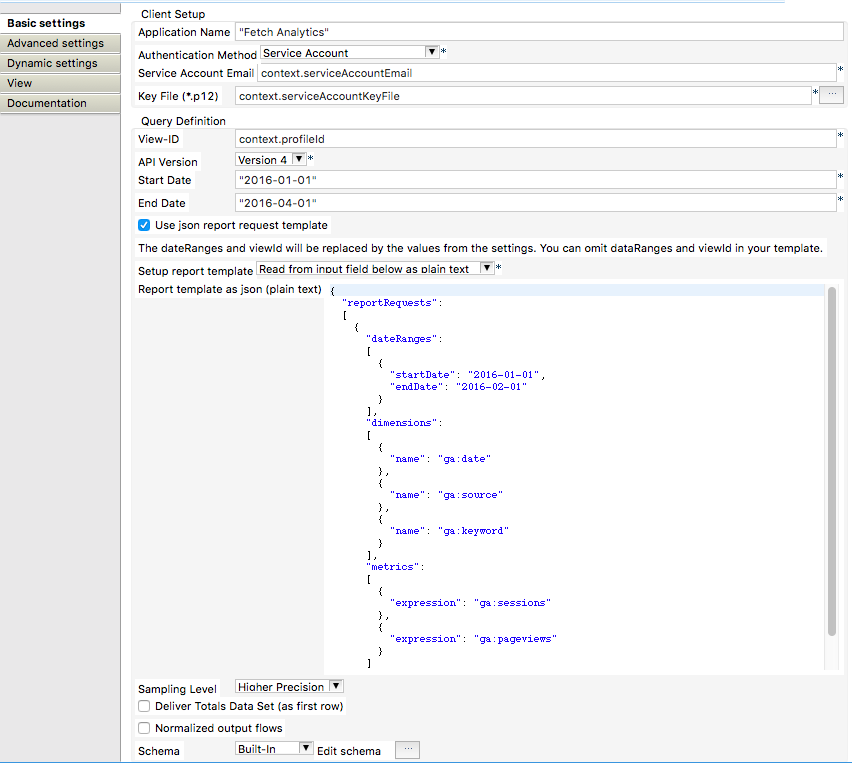 Basic settings
Advanced settings
Dynamic settings
View
Documentation
Client Setup
Application Name "Fetch Analytics"
Authentication Method Service Account *
Service Account Email context.serviceAccountEmail *
Key File (*.p12) context.serviceAccountKeyFile * ...
Query Definition
View-ID context.profileId *
API Version Version 4 *
Start Date "2016-01-01" *
End Date "2016-04-01" *
Use json report request template
The dateRanges and viewId will be replaced by the values from the settings. You can omit dataRanges and viewId in your template.
Setup report template Read from input field below as plain text *
Report template as json (plain text) {
"reportRequests":
[
{
"dateRanges":
[
{
"startDate": "2016-01-01",
"endDate": "2016-02-01"
}
],
"dimensions":
[
{
"name": "ga:date"
},
{
"name": "ga:source"
},
{
"name": "ga:keyword"
}
],
"metrics":
[
{
"expression": "ga:sessions"
},
{
"expression": "ga:pageviews"
}
]
Sampling Level Higher Precision
Deliver Totals Data Set (as first row)
Normalized output flows
Schema Built-In Edit schema ...